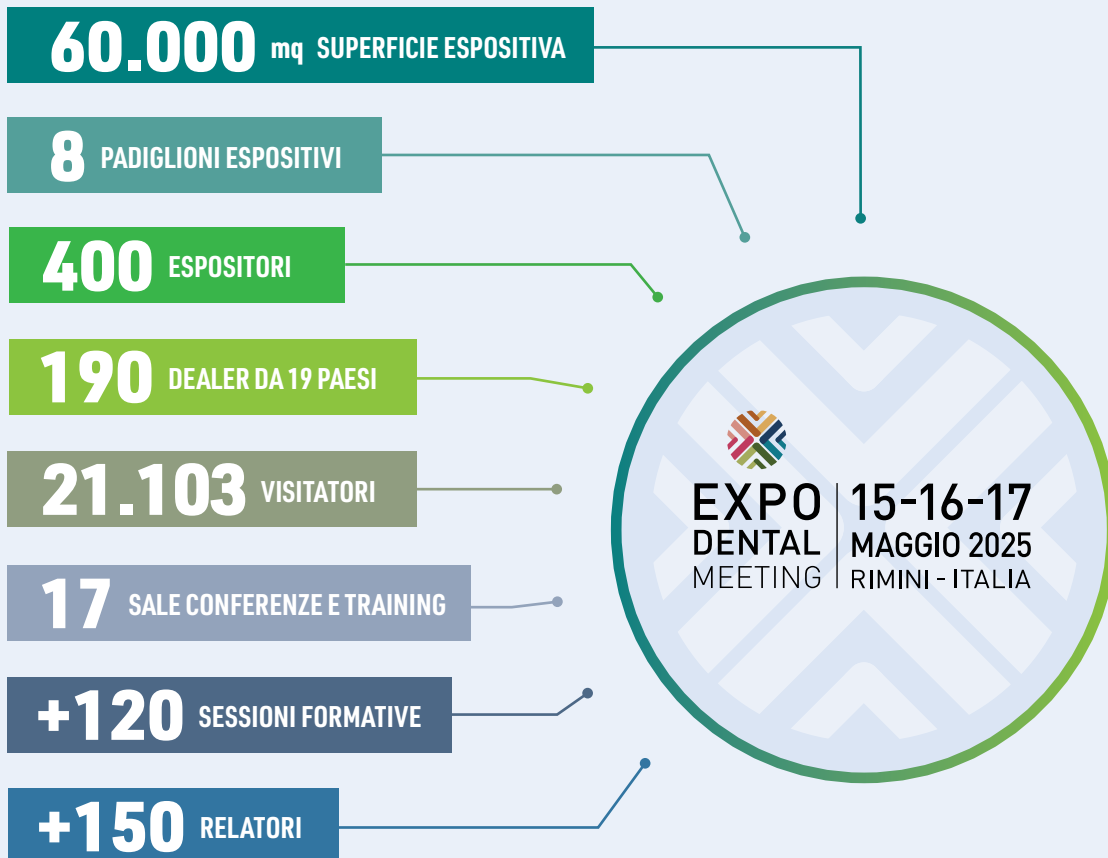 60.000 mq SUPERFICIE ESPOSITIVA
8 PADIGLIONI ESPOSITIVI
400 ESPOSITORI
190 DEALER DA 19 PAESI
21.103 VISITATORI
17 SALE CONFERENZE E TRAINING
+120 SESSIONI FORMATIVE
+150 RELATORI
EXPO
DENTAL
MEETING
15-16-17
MAGGIO 2025
RIMINI - ITALIA